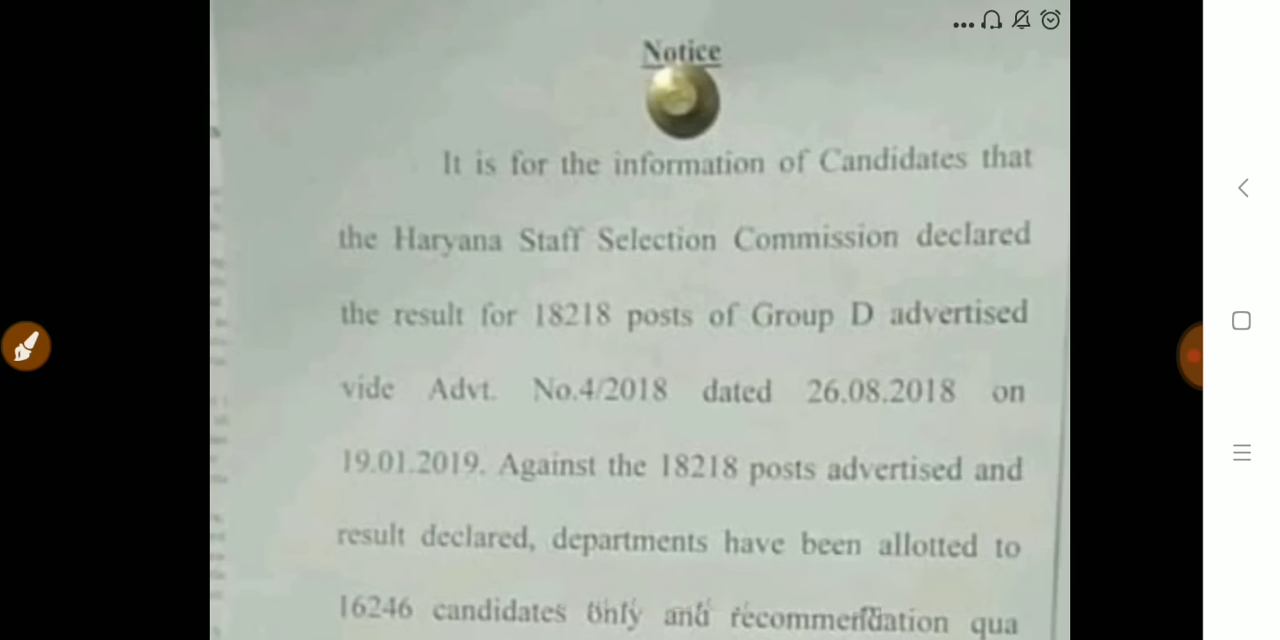 Notice
It is for the information of Candidates that
the Haryana Staff Selection Commission declared
the result for 18218 posts of Group D advertised
vide Advt. No.4/2018 dated 26.08.2018 on
19.01.2019. Against the 18218 posts advertised and
result declared, departments have been allotted to
16246 candidates only and recommendation qua